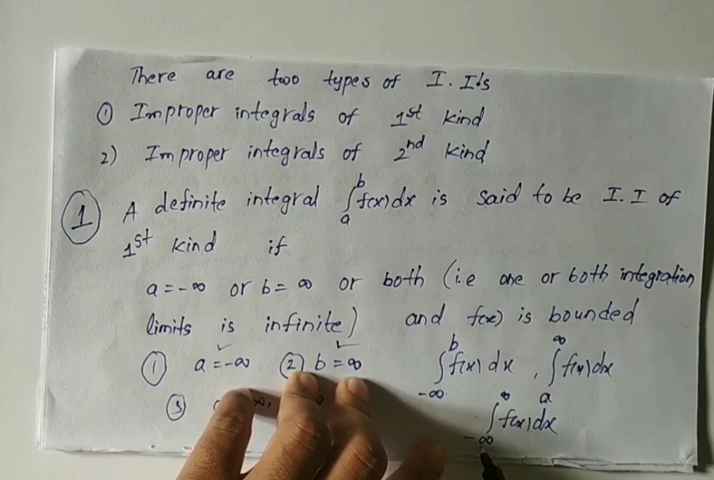 There are two types of I.I's
① Improper integrals of 1st kind
2) Improper integrals of 2nd kind
① A definite integral ∫_a^b f(x)dx is said to be I.I of
1st kind if
a = -∞ or b = ∞ or both (i.e one or both integration
limits is infinite) and f(x) is bounded
① a = -∞ ② b = ∞ ∫_{-∞}^b f(x)dx , ∫_a^∞ f(x)dx
③ ∫_{-∞}^∞ f(x)dx